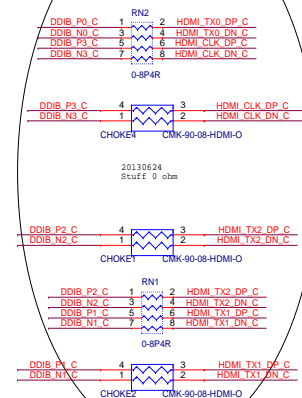 RN2
DDIB_P0_C 1 2 HDMI_TX0_DP_C
DDIB_N0_C 3 4 HDMI_TX0_DN_C
DDIB_P3_C 5 6 HDMI_CLK_DP_C
DDIB_N3_C 7 8 HDMI_CLK_DN_C
0-8P4R
DDIB_P3_C 4 3 HDMI_CLK_DP_C
DDIB_N3_C 1 2 HDMI_CLK_DN_C
CHOKE4 CMK-90-08-HDMI-O
20130624
Stuff 0 ohm
DDIB_P2_C 4 3 HDMI_TX2_DP_C
DDIB_N2_C 1 2 HDMI_TX2_DN_C
CHOKE1 CMK-90-08-HDMI-O
RN1
DDIB_P2_C 1 2 HDMI_TX2_DP_C
DDIB_N2_C 3 4 HDMI_TX2_DN_C
DDIB_P1_C 5 6 HDMI_TX1_DP_C
DDIB_N1_C 7 8 HDMI_TX1_DN_C
0-8P4R
DDIB_P1_C 4 3 HDMI_TX1_DP_C
DDIB_N1_C 1 2 HDMI_TX1_DN_C
CHOKE2 CMK-90-08-HDMI-O